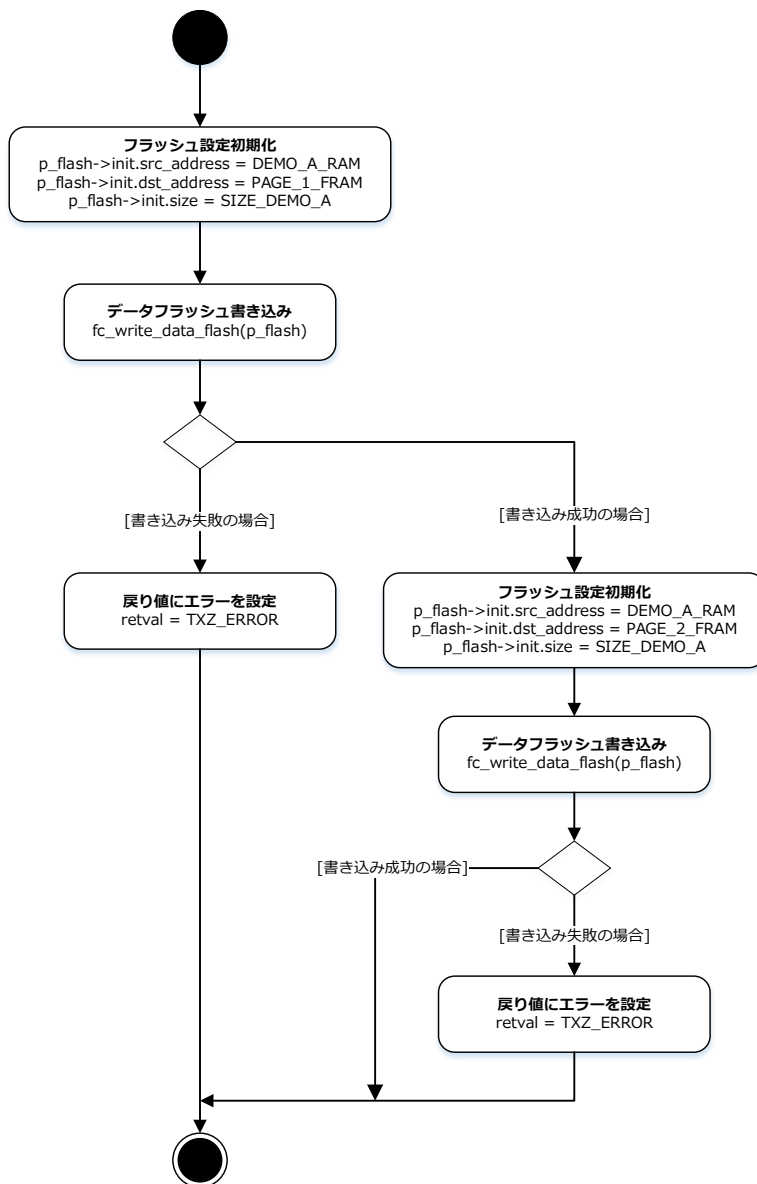 フラッシュ設定初期化
p_flash->init.src_address = DEMO_A_RAM
p_flash->init.dst_address = PAGE_1_FRAM
p_flash->init.size = SIZE_DEMO_A
データフラッシュ書き込み
fc_write_data_flash(p_flash)
[書き込み失敗の場合]
[書き込み成功の場合]
戻り値にエラーを設定
retval = TXZ_ERROR
フラッシュ設定初期化
p_flash->init.src_address = DEMO_A_RAM
p_flash->init.dst_address = PAGE_2_FRAM
p_flash->init.size = SIZE_DEMO_A
データフラッシュ書き込み
fc_write_data_flash(p_flash)
[書き込み成功の場合]
[書き込み失敗の場合]
戻り値にエラーを設定
retval = TXZ_ERROR